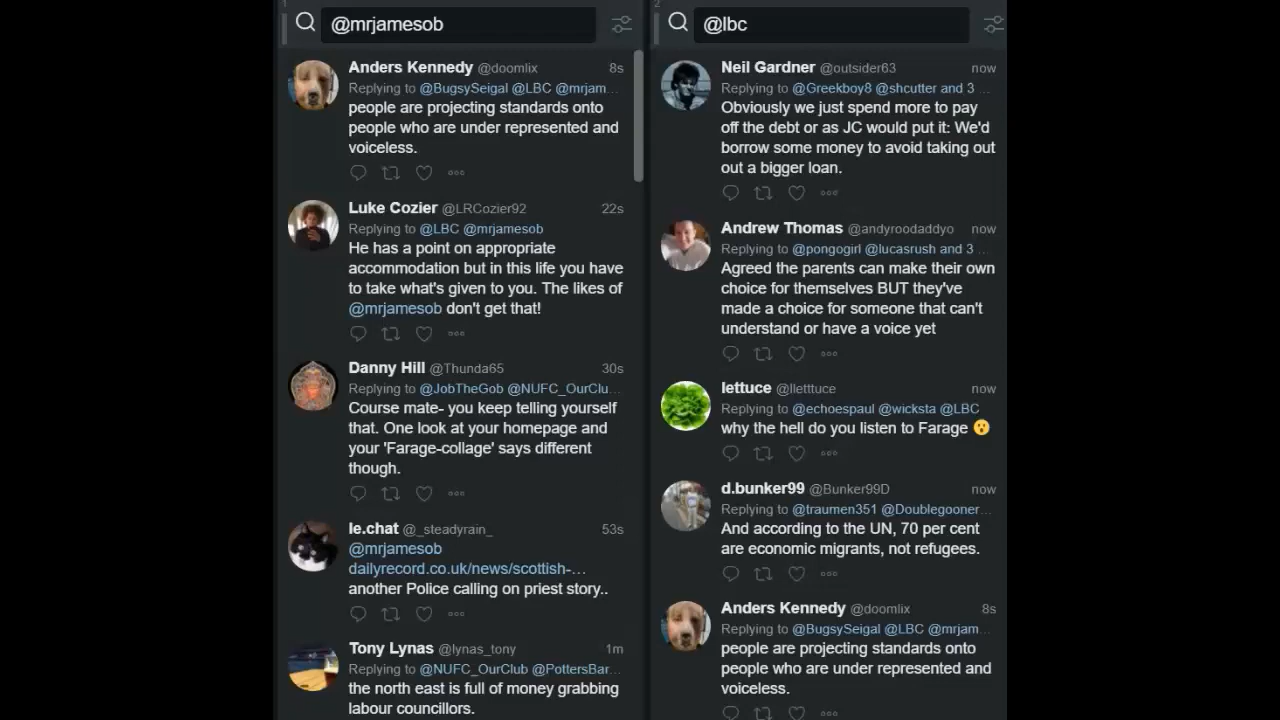 1
@mrjamesob
Anders Kennedy @doomlix 8s
Replying to @BugsySeigal @LBC @mrjam...
people are projecting standards onto
people who are under represented and
voiceless.
Luke Cozier @LRCozier92 22s
Replying to @LBC @mrjamesob
He has a point on appropriate
accommodation but in this life you have
to take what's given to you. The likes of
@mrjamesob don't get that!
Danny Hill @Thunda65 30s
Replying to @JobTheGob @NUFC_OurClu...
Course mate- you keep telling yourself
that. One look at your homepage and
your 'Farage-collage' says different
though.
le.chat @_steadyrain_ 53s
@mrjamesob
dailyrecord.co.uk/news/scottish-...
another Police calling on priest story..
Tony Lynas @lynas_tony 1m
Replying to @NUFC_OurClub @PottersBar...
the north east is full of money grabbing
labour councillors.
2
@lbc
Neil Gardner @outsider63 now
Replying to @Greekboy8 @shcutter and 3 ...
Obviously we just spend more to pay
off the debt or as JC would put it: We'd
borrow some money to avoid taking out
out a bigger loan.
Andrew Thomas @andyroodaddyo now
Replying to @pongogirl @lucasrush and 3 ...
Agreed the parents can make their own
choice for themselves BUT they've
made a choice for someone that can't
understand or have a voice yet
lettuce @lletttuce now
Replying to @echoespaul @wicksta @LBC
why the hell do you listen to Farage 😮
d.bunker99 @Bunker99D now
Replying to @traumen351 @Doublegooner...
And according to the UN, 70 per cent
are economic migrants, not refugees.
Anders Kennedy @doomlix 8s
Replying to @BugsySeigal @LBC @mrjam...
people are projecting standards onto
people who are under represented and
voiceless.